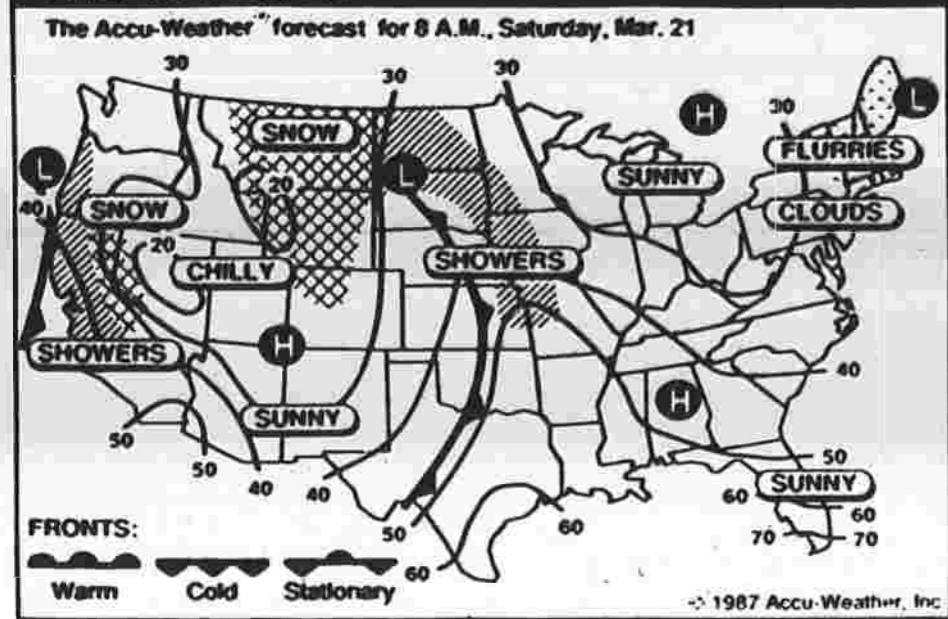 The Accu-Weather® forecast for 8 A.M., Saturday, Mar. 21
30
30
30
30
H
L
SNOW
L
FLURRIES
L
20
SUNNY
40
SNOW
CLOUDS
20
CHILLY
SHOWERS
SHOWERS
H
40
H
SUNNY
50
50
40
40
50
60
60
50
SUNNY
60
60
70
70
FRONTS:
Warm
Cold
Stationary
© 1987 Accu-Weather, Inc